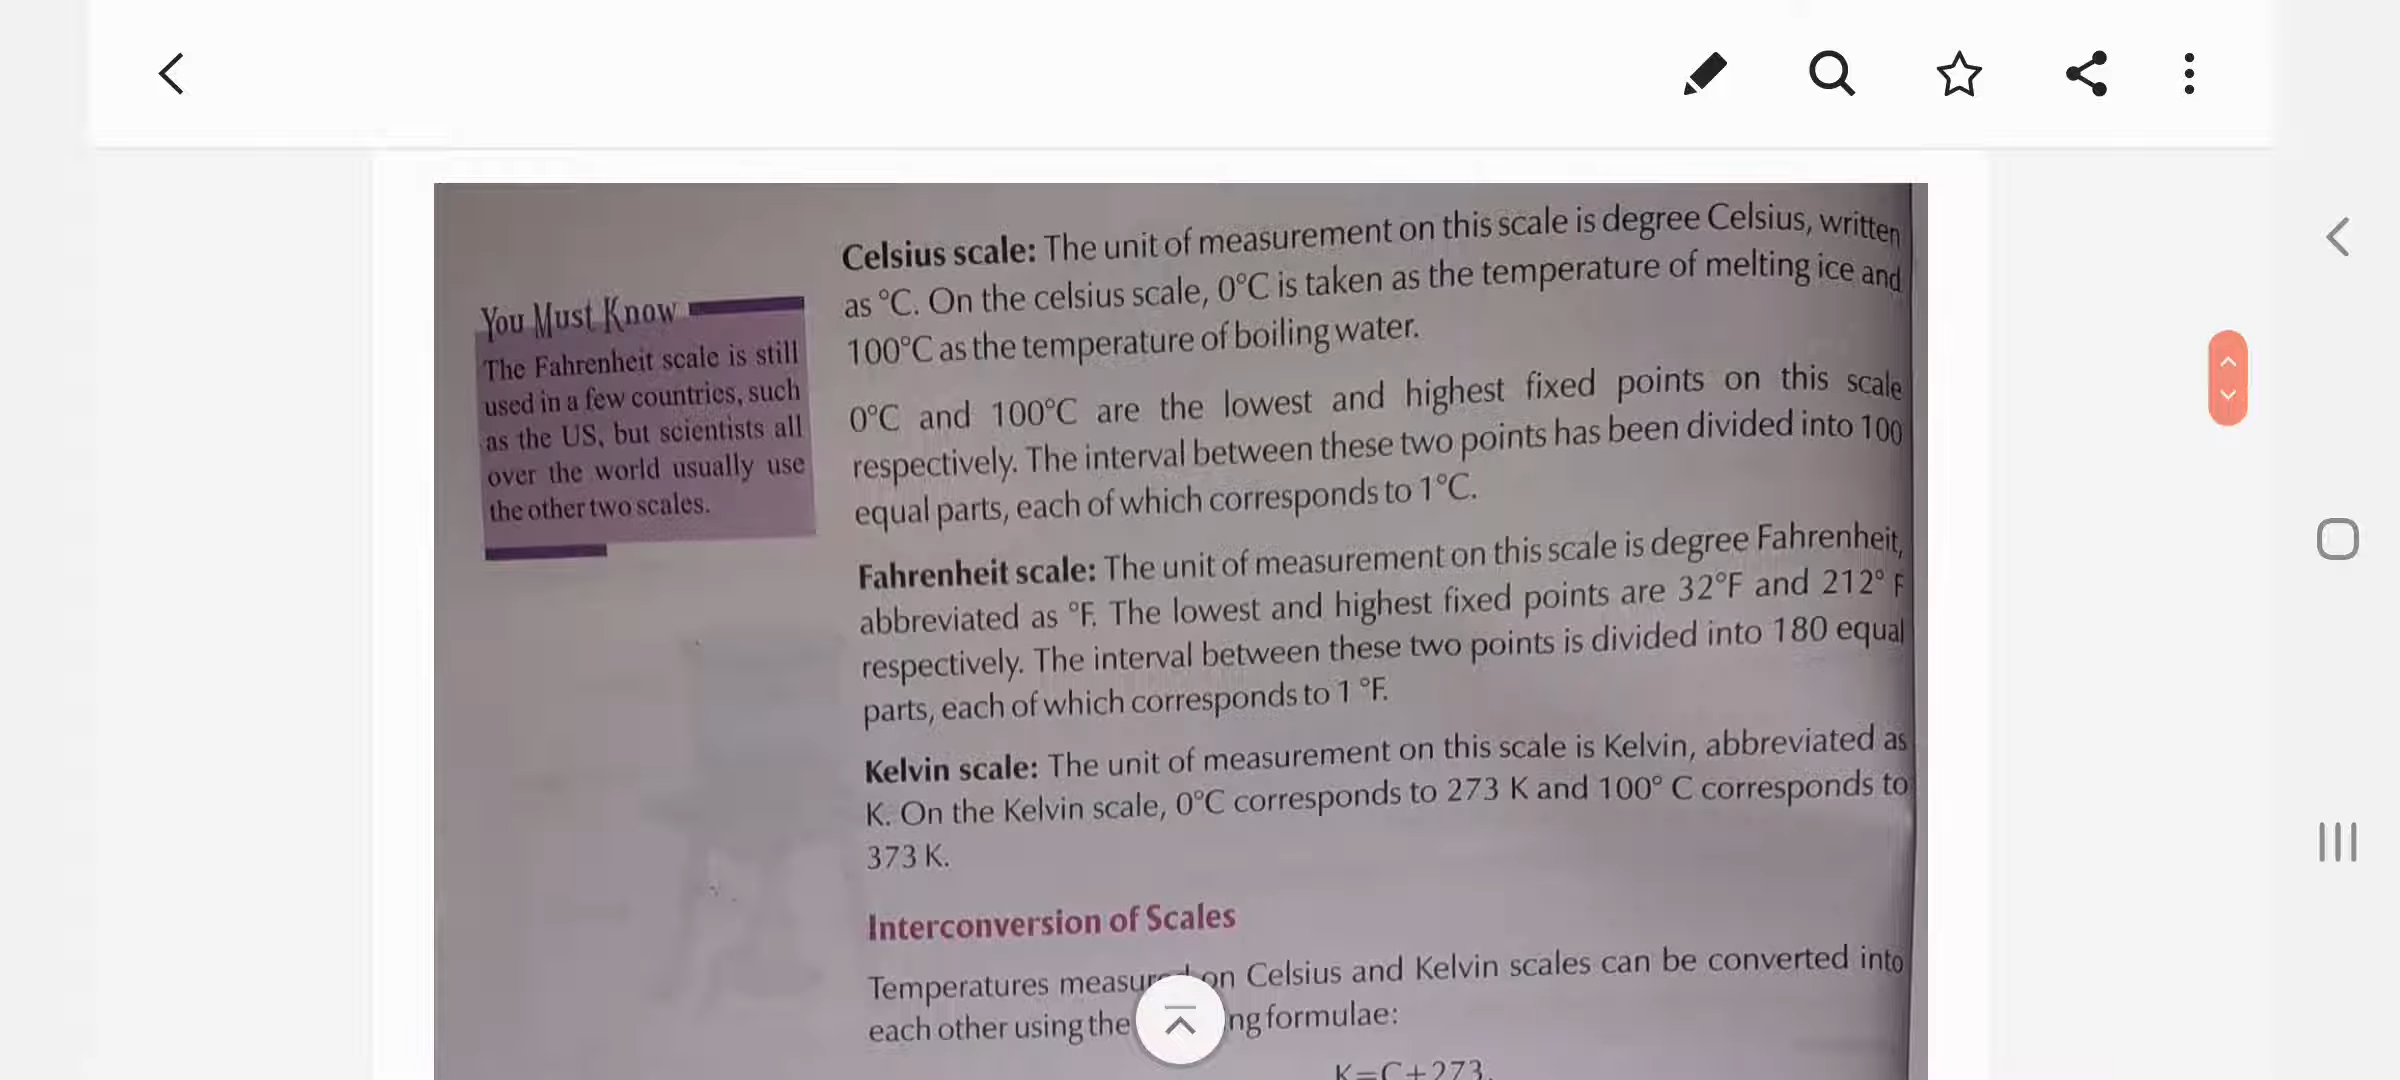 You Must Know
The Fahrenheit scale is still
used in a few countries, such
as the US, but scientists all
over the world usually use
the other two scales.
Celsius scale: The unit of measurement on this scale is degree Celsius, written
as °C. On the celsius scale, 0°C is taken as the temperature of melting ice and
100°C as the temperature of boiling water.
0°C and 100°C are the lowest and highest fixed points on this scale
respectively. The interval between these two points has been divided into 100
equal parts, each of which corresponds to 1°C.
Fahrenheit scale: The unit of measurement on this scale is degree Fahrenheit,
abbreviated as °F. The lowest and highest fixed points are 32°F and 212° F
respectively. The interval between these two points is divided into 180 equal
parts, each of which corresponds to 1 °F.
Kelvin scale: The unit of measurement on this scale is Kelvin, abbreviated as
K. On the Kelvin scale, 0°C corresponds to 273 K and 100° C corresponds to
373 K.
Interconversion of Scales
Temperatures on Celsius and Kelvin scales can be converted into
each other using the formulae:
K=C+273.